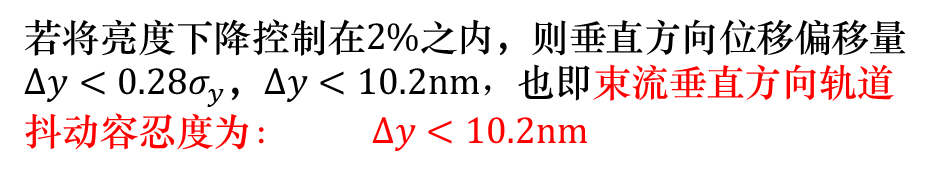 若将亮度下降控制在2%之内，则垂直方向位移偏移量
Δy < 0.28σ_y，Δy < 10.2nm，也即束流垂直方向轨道
抖动容忍度为： Δy < 10.2nm